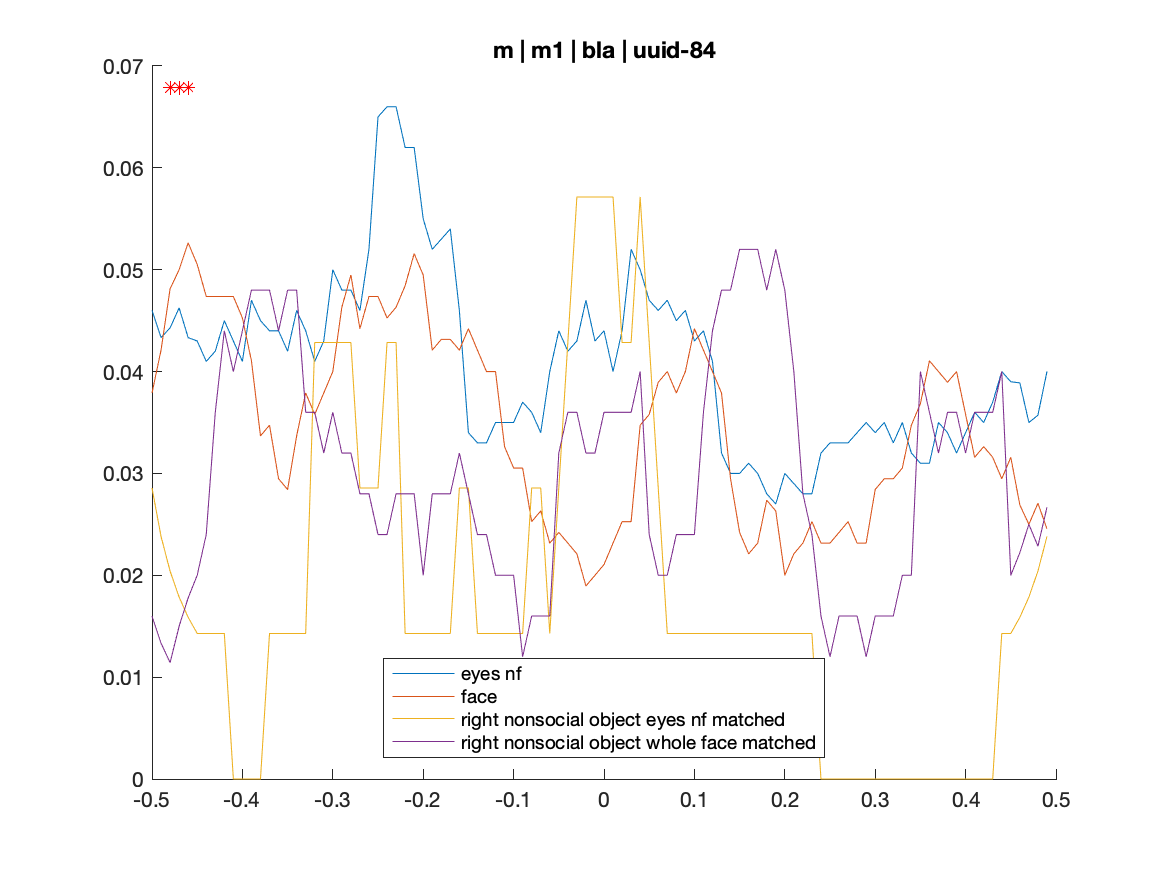 m | m1 | bla | uuid-84
0.07
0.06
0.05
0.04
0.03
0.02
0.01
0
-0.5 -0.4 -0.3 -0.2 -0.1 0 0.1 0.2 0.3 0.4 0.5
eyes nf
face
right nonsocial object eyes nf matched
right nonsocial object whole face matched